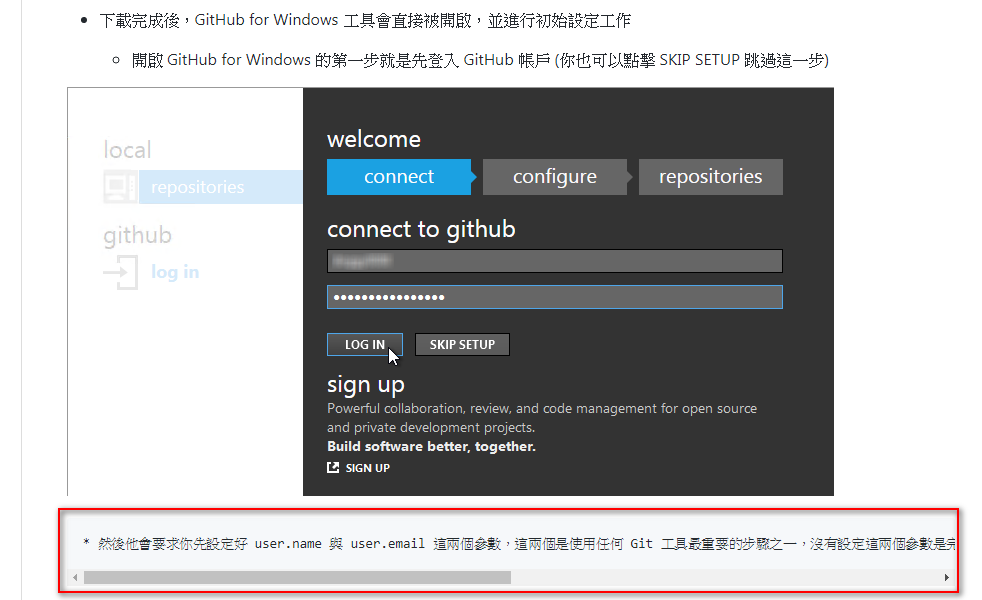 下載完成後，GitHub for Windows 工具會直接被開啟，並進行初始設定工作
開啟 GitHub for Windows 的第一步就是先登入 GitHub 帳戶 (你也可以點擊 SKIP SETUP 跳過這一步)
local
repositories
github
log in
welcome
connect
configure
repositories
connect to github
••••••••••••••••
LOG IN
SKIP SETUP
sign up
Powerful collaboration, review, and code management for open source
and private development projects.
Build software better, together.
SIGN UP
* 然後他會要求你先設定好 user.name 與 user.email 這兩個參數，這兩個是使用任何 Git 工具最重要的步驟之一，沒有設定這兩個參數是